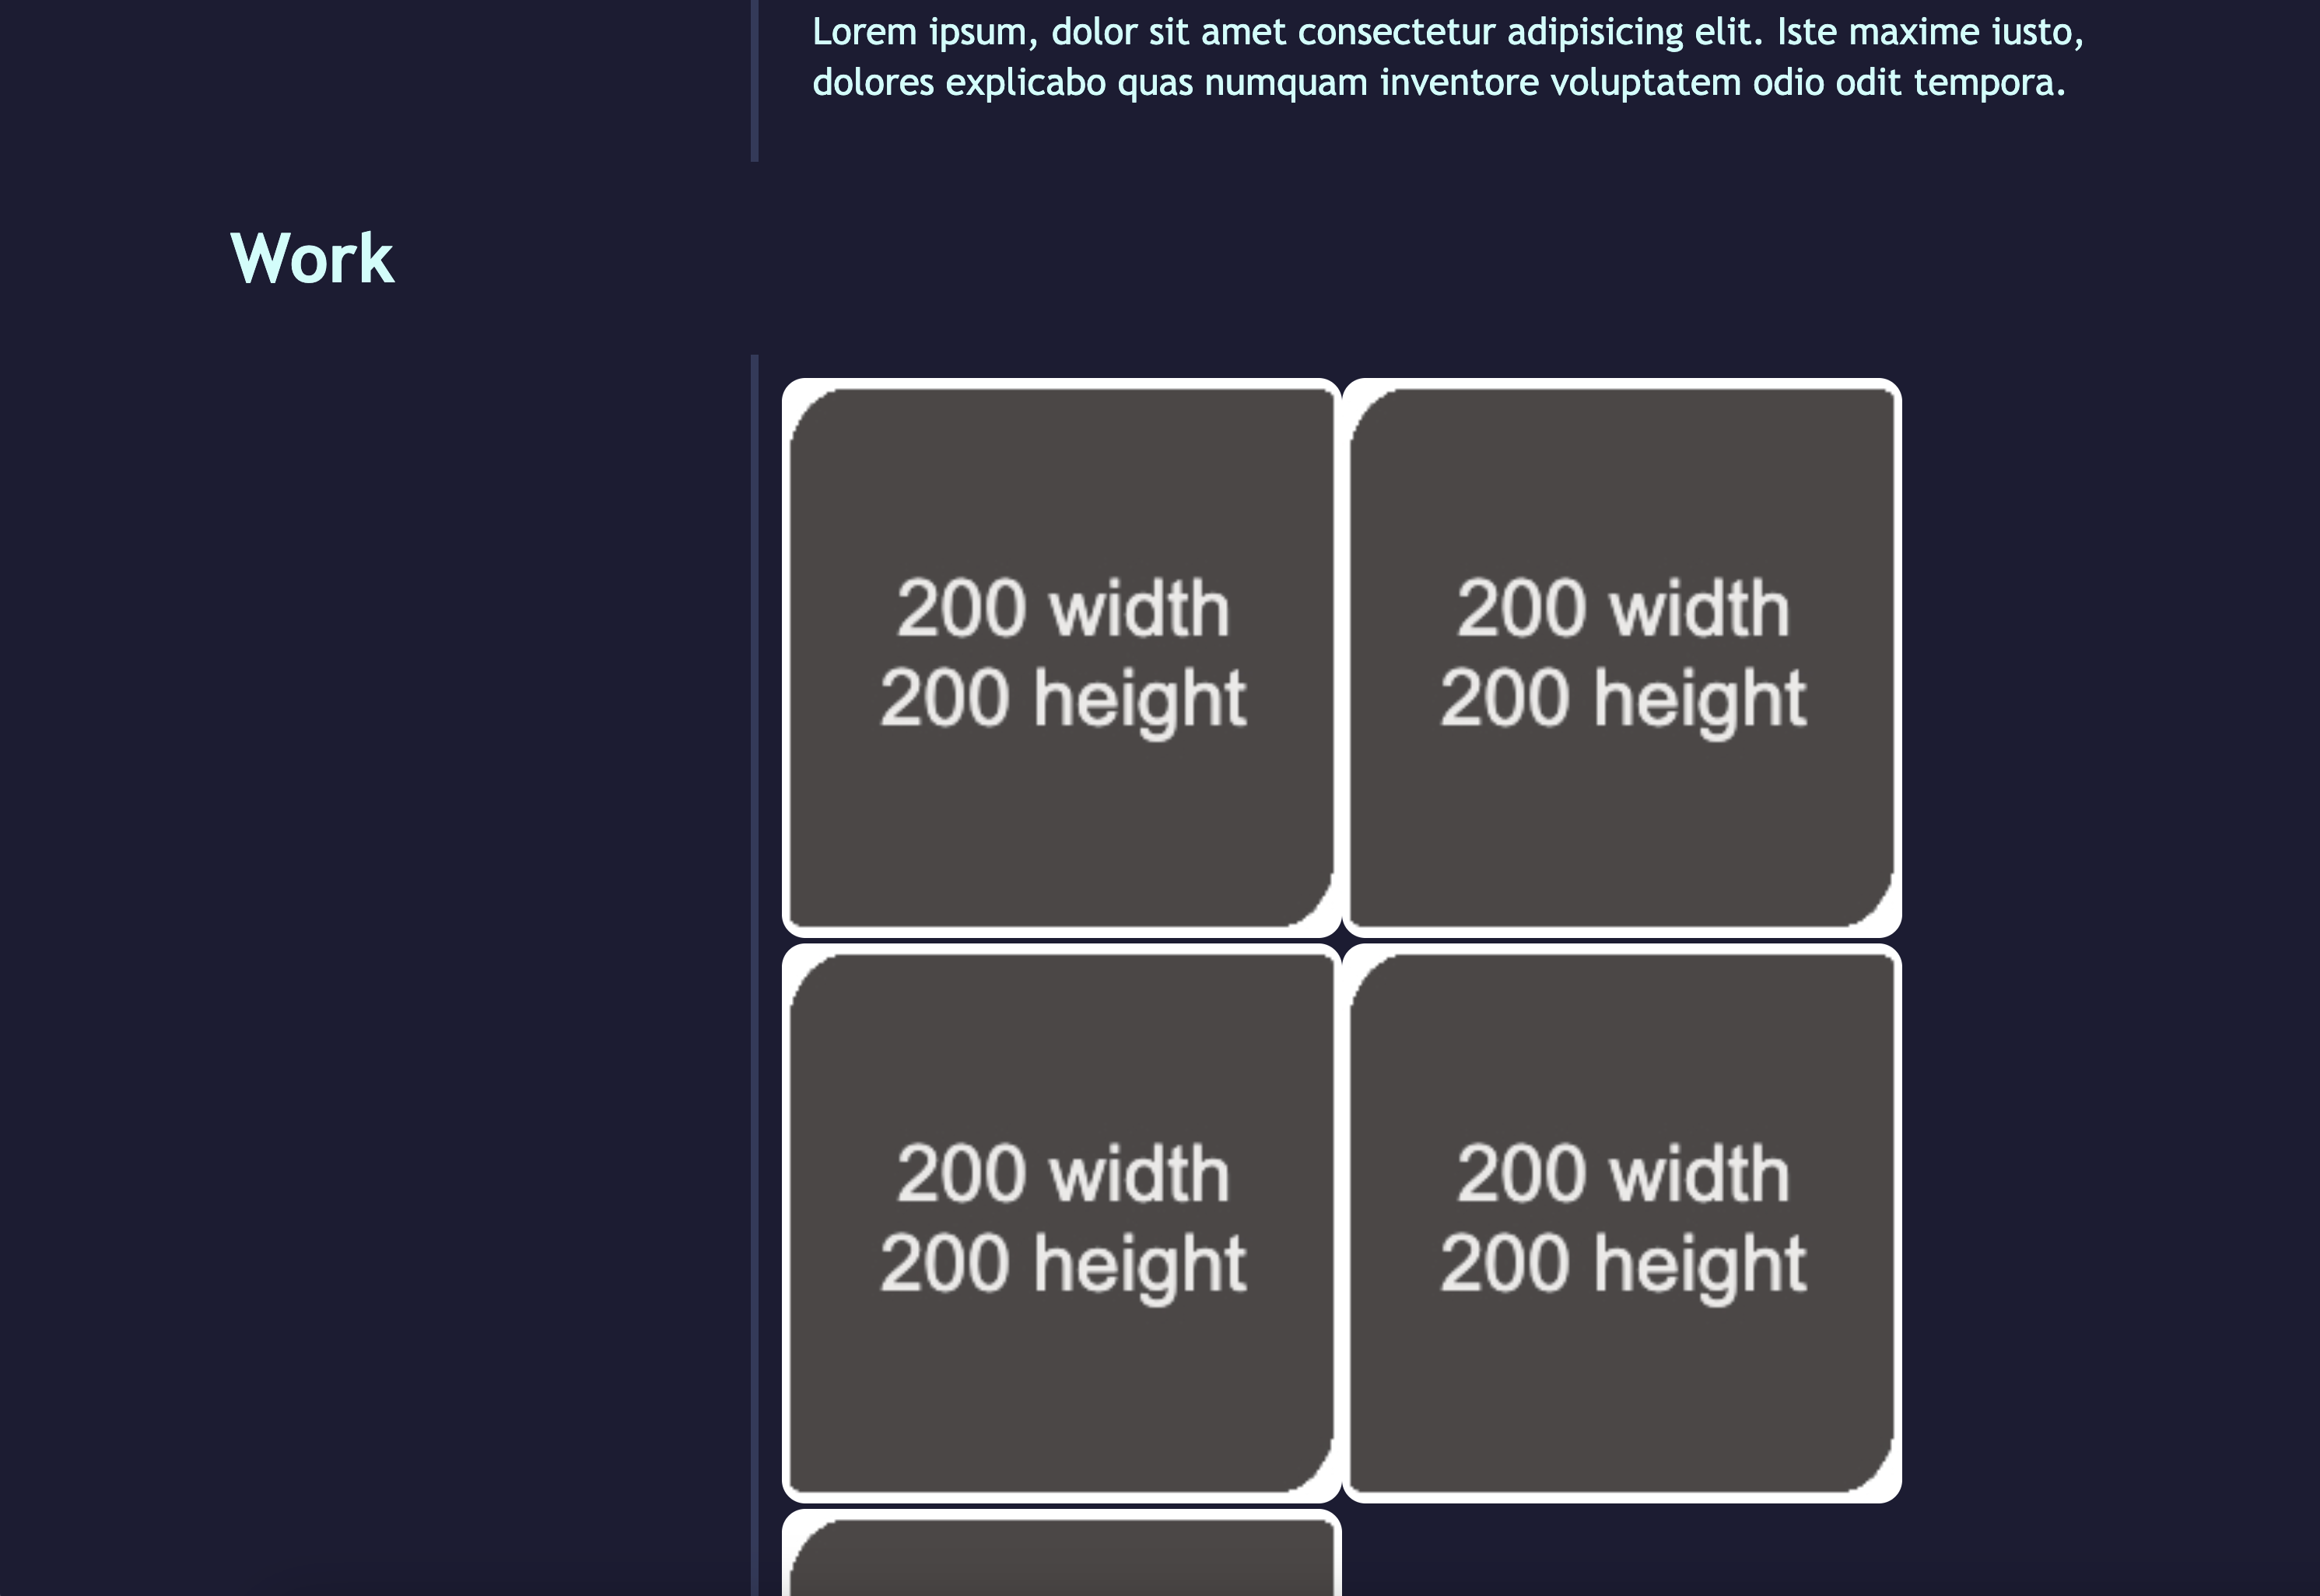 Lorem ipsum, dolor sit amet consectetur adipisicing elit. Iste maxime iusto,
dolores explicabo quas numquam inventore voluptatem odio odit tempora.
Work
200 width
200 height
200 width
200 height
200 width
200 height
200 width
200 height